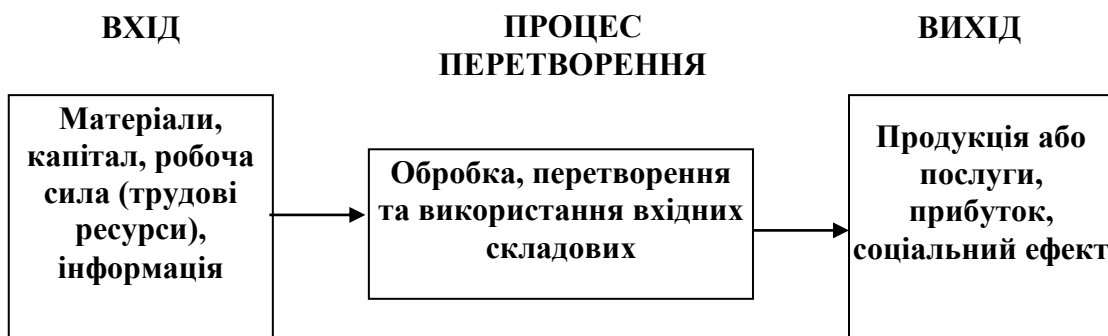 ВХІД
ПРОЦЕС
ПЕРЕТВОРЕННЯ
ВИХІД
Матеріали,
капітал, робоча
сила (трудові
ресурси),
інформація
Обробка, перетворення
та використання вхідних
складових
Продукція або
послуги,
прибуток,
соціальний ефект